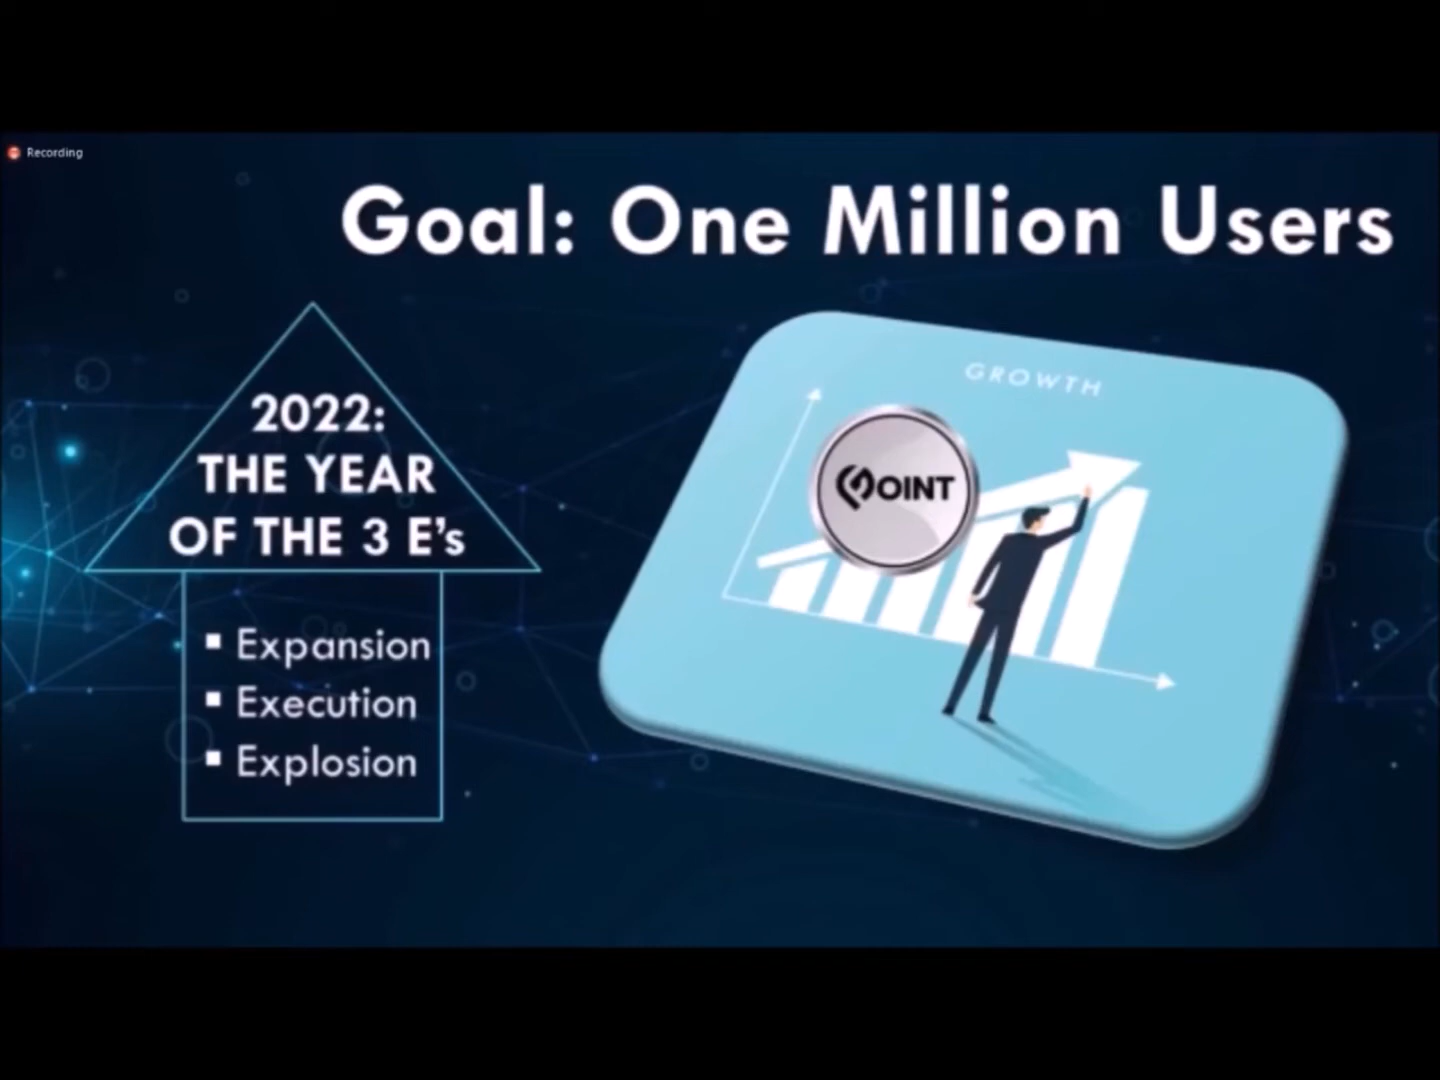 Recording
Goal: One Million Users
2022:
THE YEAR
OF THE 3 E's
▪ Expansion
▪ Execution
▪ Explosion
GROWTH
OINT